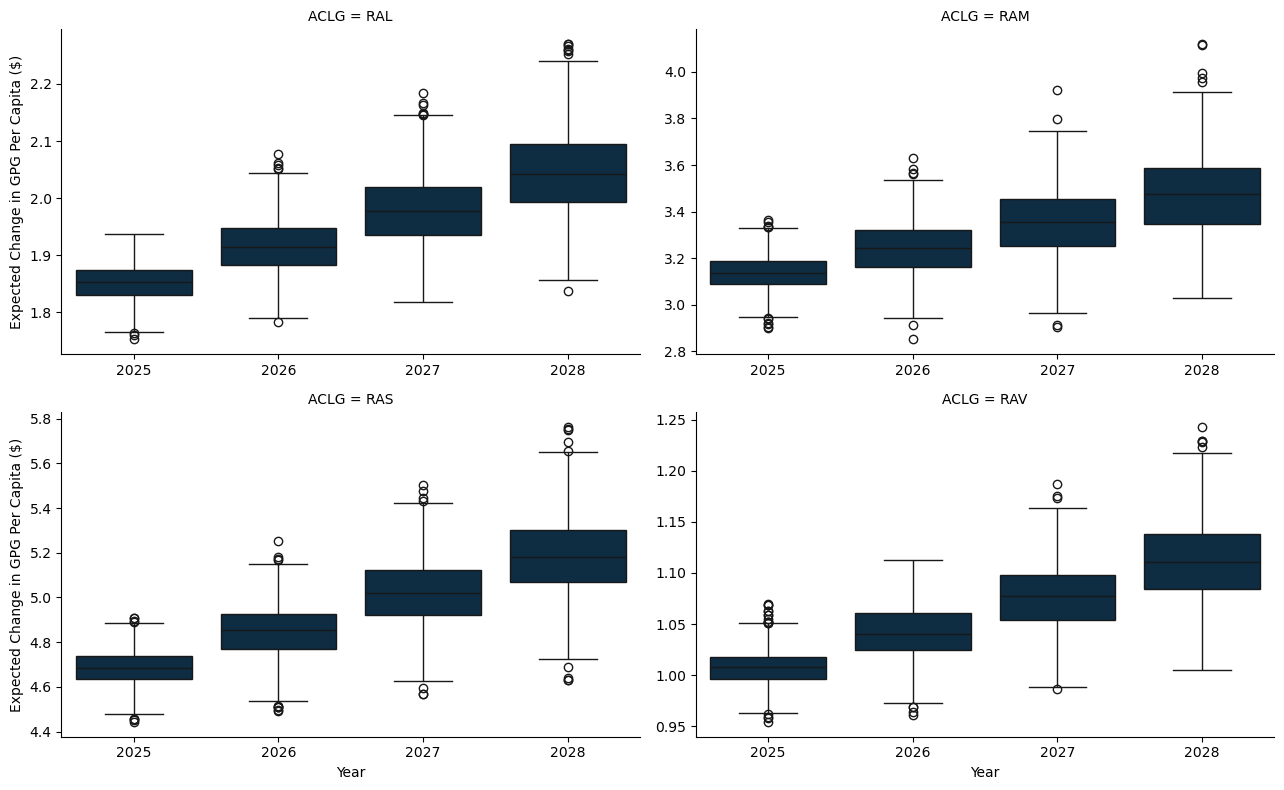 ACLG = RAL
Expected Change in GPG Per Capita ($)
2.2
2.1
2.0
1.9
1.8
2025 2026 2027 2028
ACLG = RAM
4.0
3.8
3.6
3.4
3.2
3.0
2.8
2025 2026 2027 2028
ACLG = RAS
Expected Change in GPG Per Capita ($)
5.8
5.6
5.4
5.2
5.0
4.8
4.6
4.4
2025 2026 2027 2028
Year
ACLG = RAV
1.25
1.20
1.15
1.10
1.05
1.00
0.95
2025 2026 2027 2028
Year